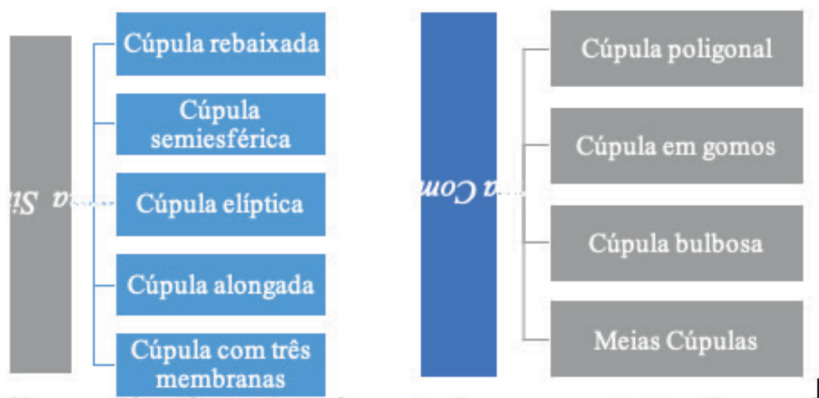 Cúpula rebaixada
Cúpula
semiesférica
Cúpula elíptica
Cúpula alongada
Cúpula com três
membranas
Cúpula poligonal
Cúpula em gomos
Cúpula bulbosa
Meias Cúpulas